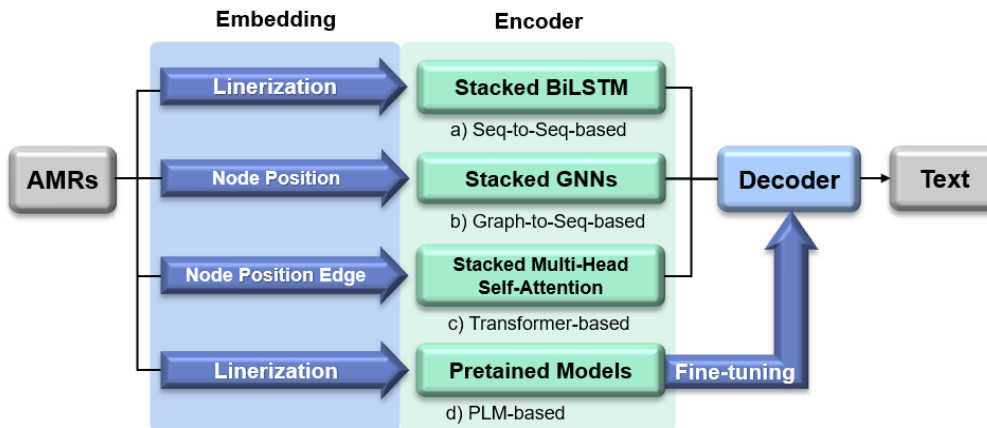 Embedding
Encoder
Linerization
Stacked BiLSTM
a) Seq-to-Seq-based
AMRs
Node Position
Stacked GNNs
b) Graph-to-Seq-based
Decoder
Text
Node Position Edge
Stacked Multi-Head
Self-Attention
c) Transformer-based
Linerization
Pretained Models
Fine-tuning
d) PLM-based